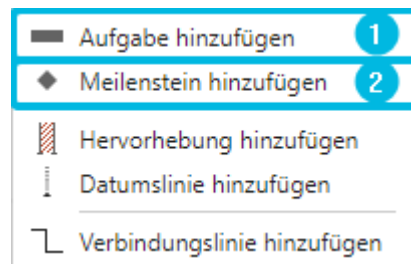 Aufgabe hinzufügen 1
Meilenstein hinzufügen 2
Hervorhebung hinzufügen
Datumslinie hinzufügen
Verbindungslinie hinzufügen